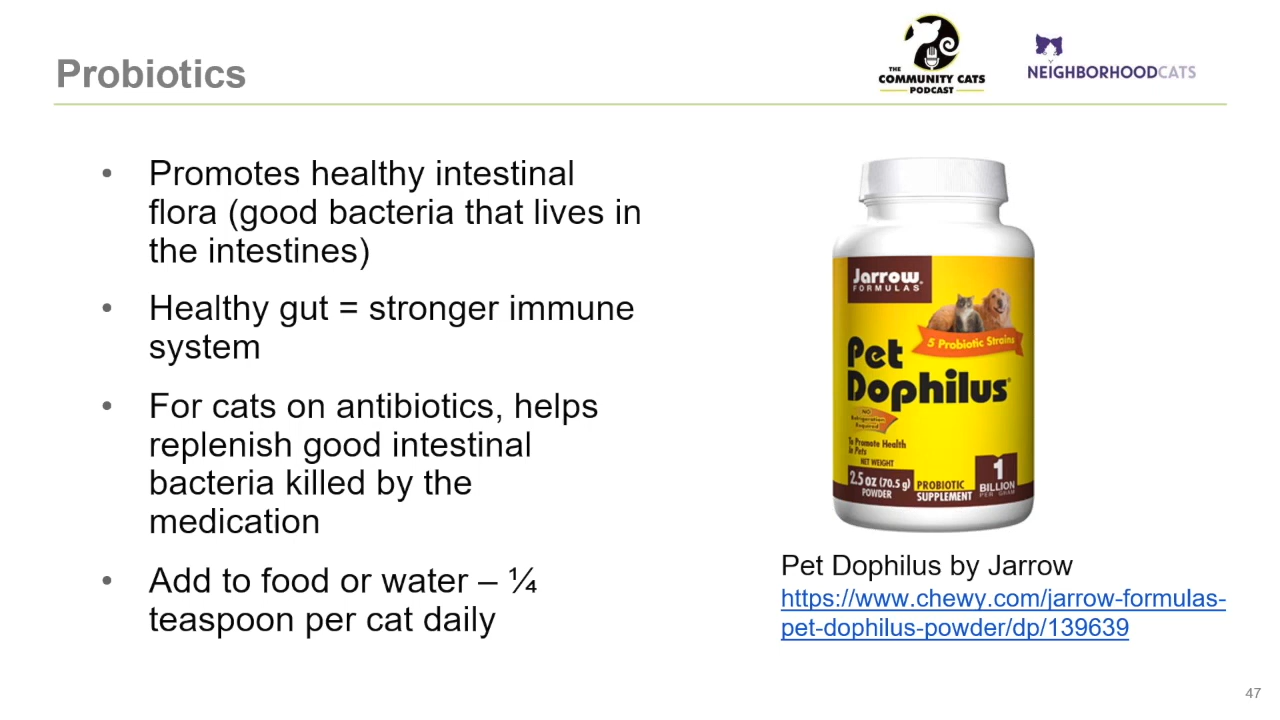 Probiotics
THE
COMMUNITY CATS
PODCAST
NEIGHBORHOODCATS
• Promotes healthy intestinal
flora (good bacteria that lives in
the intestines)
• Healthy gut = stronger immune
system
• For cats on antibiotics, helps
replenish good intestinal
bacteria killed by the
medication
• Add to food or water – ¼
teaspoon per cat daily
Jarrow
FORMULAS
5 Probiotic Strains
Pet
Dophilus®
NO
Refrigeration
Required
To Promote Health
In Pets
NET WEIGHT
2.5 oz (70.5 g)
POWDER
PROBIOTIC
SUPPLEMENT
1
BILLION
PER GRAM
Pet Dophilus by Jarrow
https://www.chewy.com/jarrow-formulas-
pet-dophilus-powder/dp/139639
47